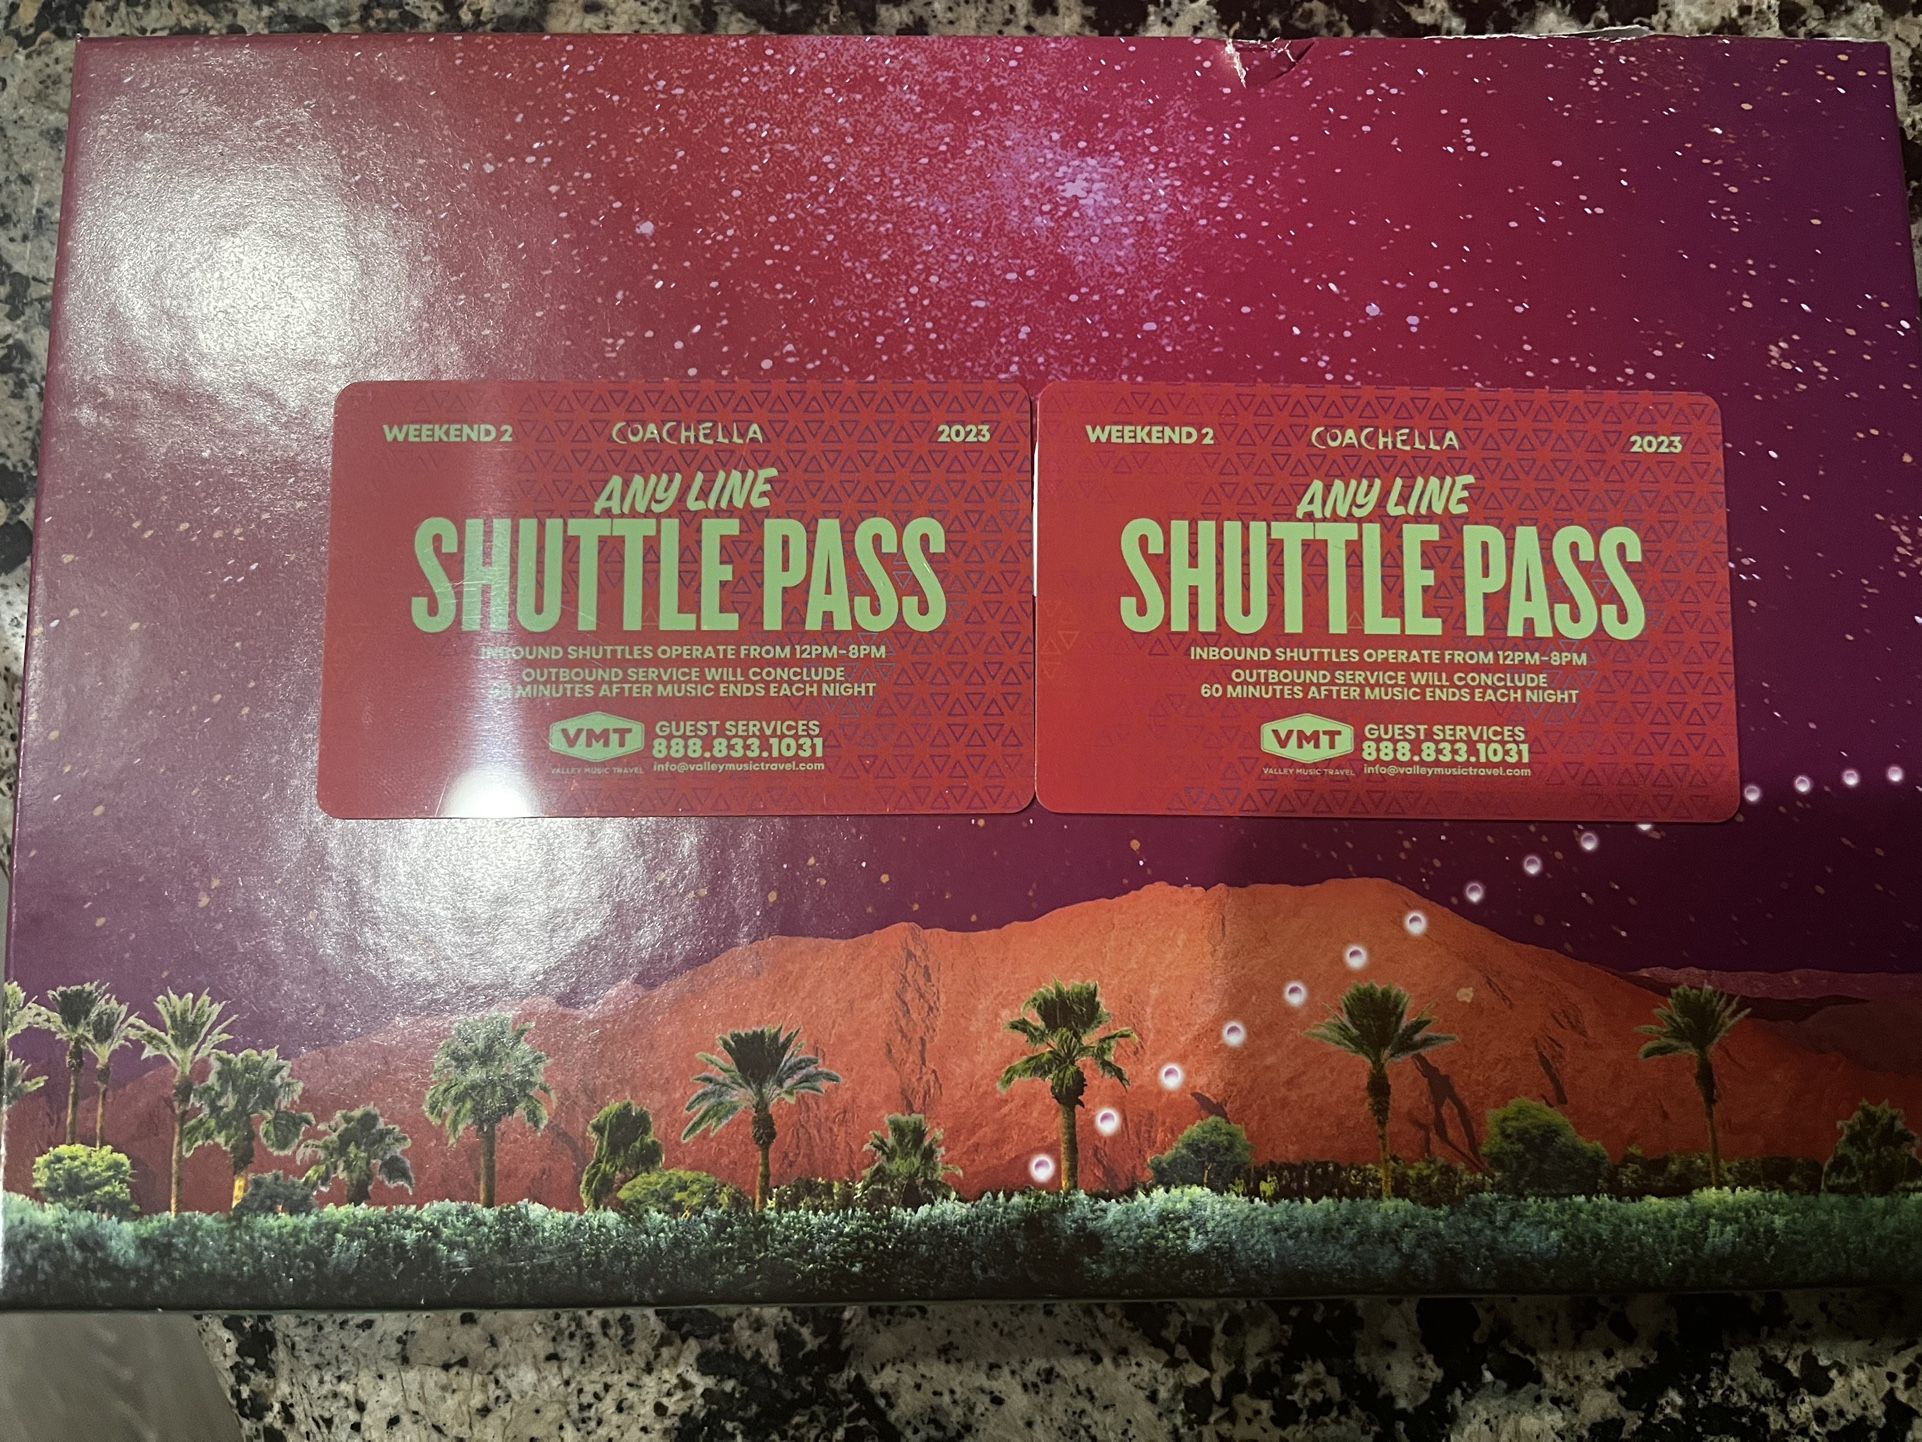 WEEKEND 2 COACHELLA 2023
ANY LINE
SHUTTLE PASS
INBOUND SHUTTLES OPERATE FROM 12PM-8PM
OUTBOUND SERVICE WILL CONCLUDE
60 MINUTES AFTER MUSIC ENDS EACH NIGHT
VMT
VALLEY MUSIC TRAVEL
GUEST SERVICES
888.833.1031
info@valleymusictravel.com
WEEKEND 2 COACHELLA 2023
ANY LINE
SHUTTLE PASS
INBOUND SHUTTLES OPERATE FROM 12PM-8PM
OUTBOUND SERVICE WILL CONCLUDE
60 MINUTES AFTER MUSIC ENDS EACH NIGHT
VMT
VALLEY MUSIC TRAVEL
GUEST SERVICES
888.833.1031
info@valleymusictravel.com